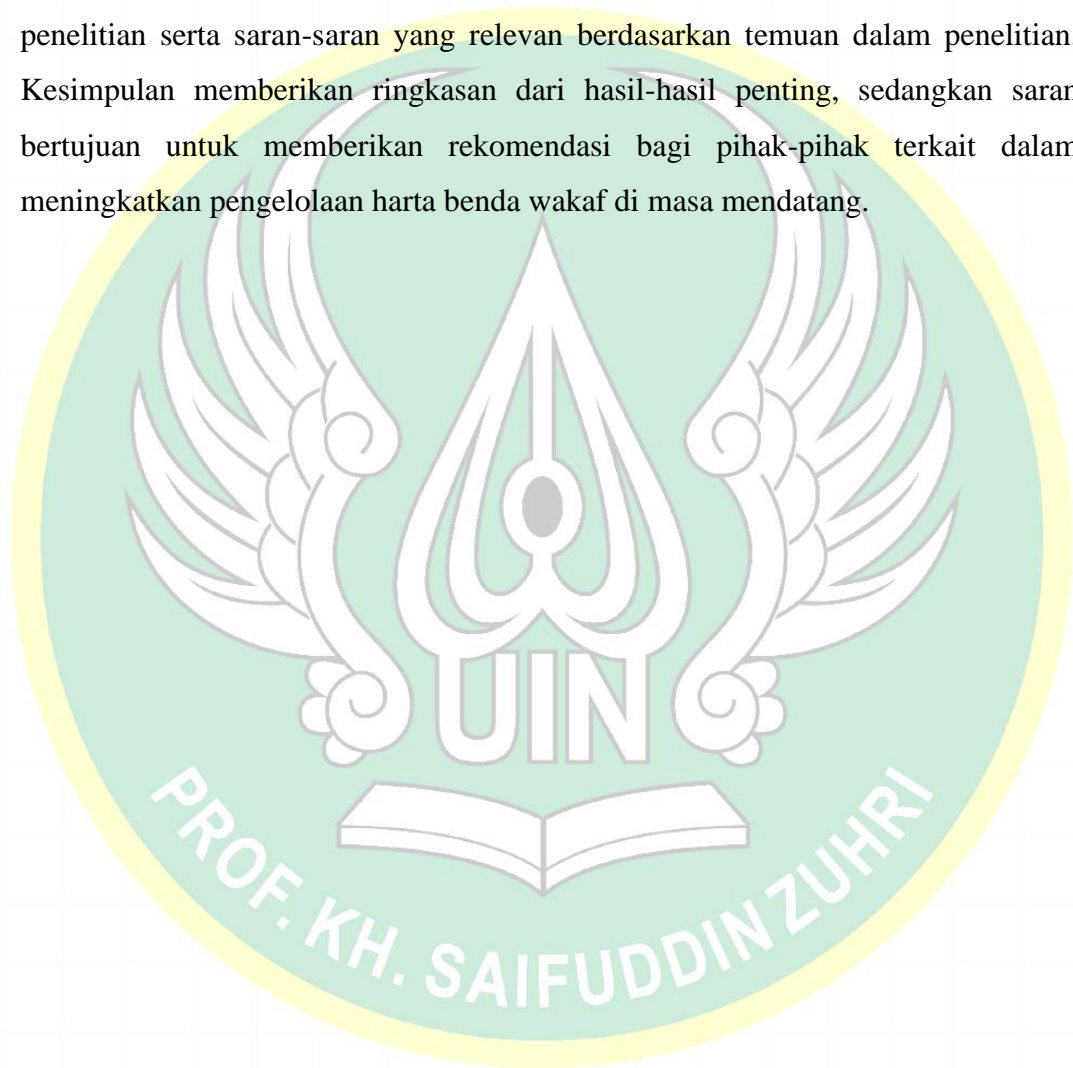 penelitian serta saran-saran yang relevan berdasarkan temuan dalam penelitian.
Kesimpulan memberikan ringkasan dari hasil-hasil penting, sedangkan saran
bertujuan untuk memberikan rekomendasi bagi pihak-pihak terkait dalam
meningkatkan pengelolaan harta benda wakaf di masa mendatang.
UIN
PROF. KH. SAIFUDDIN ZUHRI